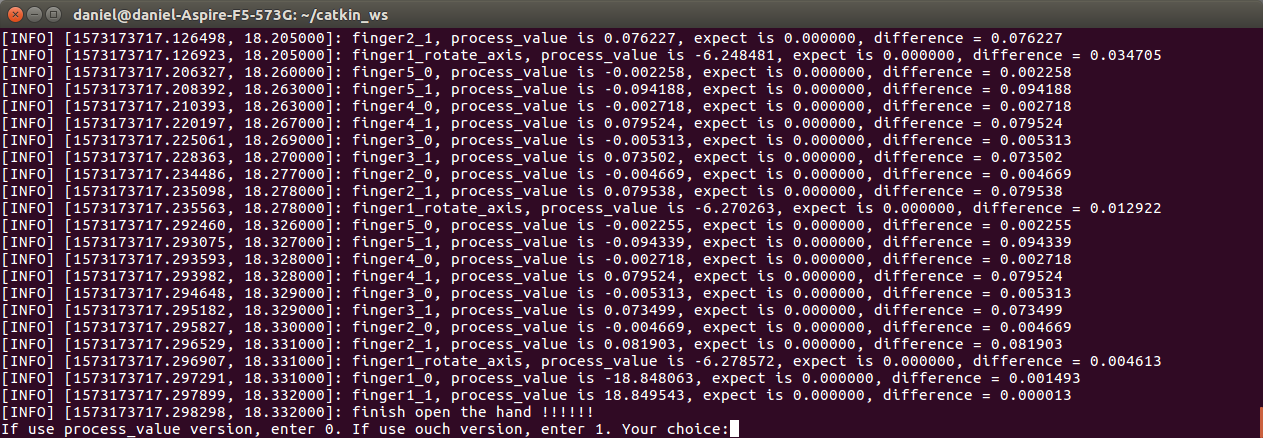 daniel@daniel-Aspire-F5-573G: ~/catkin_ws
[INFO] [1573173717.126498, 18.205000]: finger2_1, process_value is 0.076227, expect is 0.000000, difference = 0.076227
[INFO] [1573173717.126923, 18.205000]: finger1_rotate_axis, process_value is -6.248481, expect is 0.000000, difference = 0.034705
[INFO] [1573173717.206327, 18.260000]: finger5_0, process_value is -0.002258, expect is 0.000000, difference = 0.002258
[INFO] [1573173717.208392, 18.263000]: finger5_1, process_value is -0.094188, expect is 0.000000, difference = 0.094188
[INFO] [1573173717.210393, 18.263000]: finger4_0, process_value is -0.002718, expect is 0.000000, difference = 0.002718
[INFO] [1573173717.220197, 18.267000]: finger4_1, process_value is 0.079524, expect is 0.000000, difference = 0.079524
[INFO] [1573173717.225061, 18.269000]: finger3_0, process_value is -0.005313, expect is 0.000000, difference = 0.005313
[INFO] [1573173717.228363, 18.270000]: finger3_1, process_value is 0.073502, expect is 0.000000, difference = 0.073502
[INFO] [1573173717.234486, 18.277000]: finger2_0, process_value is -0.004669, expect is 0.000000, difference = 0.004669
[INFO] [1573173717.235098, 18.278000]: finger2_1, process_value is 0.079538, expect is 0.000000, difference = 0.079538
[INFO] [1573173717.235563, 18.278000]: finger1_rotate_axis, process_value is -6.270263, expect is 0.000000, difference = 0.012922
[INFO] [1573173717.292460, 18.326000]: finger5_0, process_value is -0.002255, expect is 0.000000, difference = 0.002255
[INFO] [1573173717.293075, 18.327000]: finger5_1, process_value is -0.094339, expect is 0.000000, difference = 0.094339
[INFO] [1573173717.293593, 18.328000]: finger4_0, process_value is -0.002718, expect is 0.000000, difference = 0.002718
[INFO] [1573173717.293982, 18.328000]: finger4_1, process_value is 0.079524, expect is 0.000000, difference = 0.079524
[INFO] [1573173717.294648, 18.329000]: finger3_0, process_value is -0.005313, expect is 0.000000, difference = 0.005313
[INFO] [1573173717.295182, 18.329000]: finger3_1, process_value is 0.073499, expect is 0.000000, difference = 0.073499
[INFO] [1573173717.295827, 18.330000]: finger2_0, process_value is -0.004669, expect is 0.000000, difference = 0.004669
[INFO] [1573173717.296529, 18.331000]: finger2_1, process_value is 0.081903, expect is 0.000000, difference = 0.081903
[INFO] [1573173717.296907, 18.331000]: finger1_rotate_axis, process_value is -6.278572, expect is 0.000000, difference = 0.004613
[INFO] [1573173717.297291, 18.331000]: finger1_0, process_value is -18.848063, expect is 0.000000, difference = 0.001493
[INFO] [1573173717.297899, 18.332000]: finger1_1, process_value is 18.849543, expect is 0.000000, difference = 0.000013
[INFO] [1573173717.298298, 18.332000]: finish open the hand !!!!!!
If use process_value version, enter 0. If use ouch version, enter 1. Your choice: